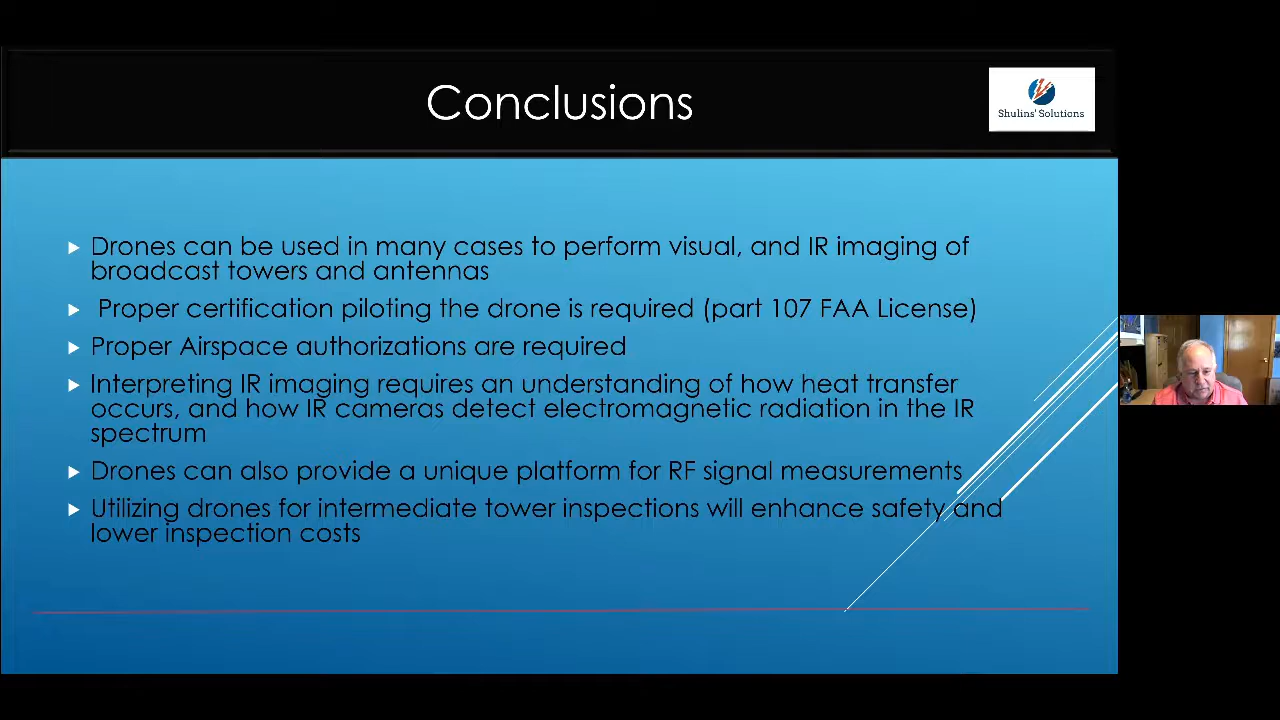 Conclusions
Shulins' Solutions
Drones can be used in many cases to perform visual, and IR imaging of
broadcast towers and antennas
Proper certification piloting the drone is required (part 107 FAA License)
Proper Airspace authorizations are required
Interpreting IR imaging requires an understanding of how heat transfer
occurs, and how IR cameras detect electromagnetic radiation in the IR
spectrum
Drones can also provide a unique platform for RF signal measurements
Utilizing drones for intermediate tower inspections will enhance safety and
lower inspection costs